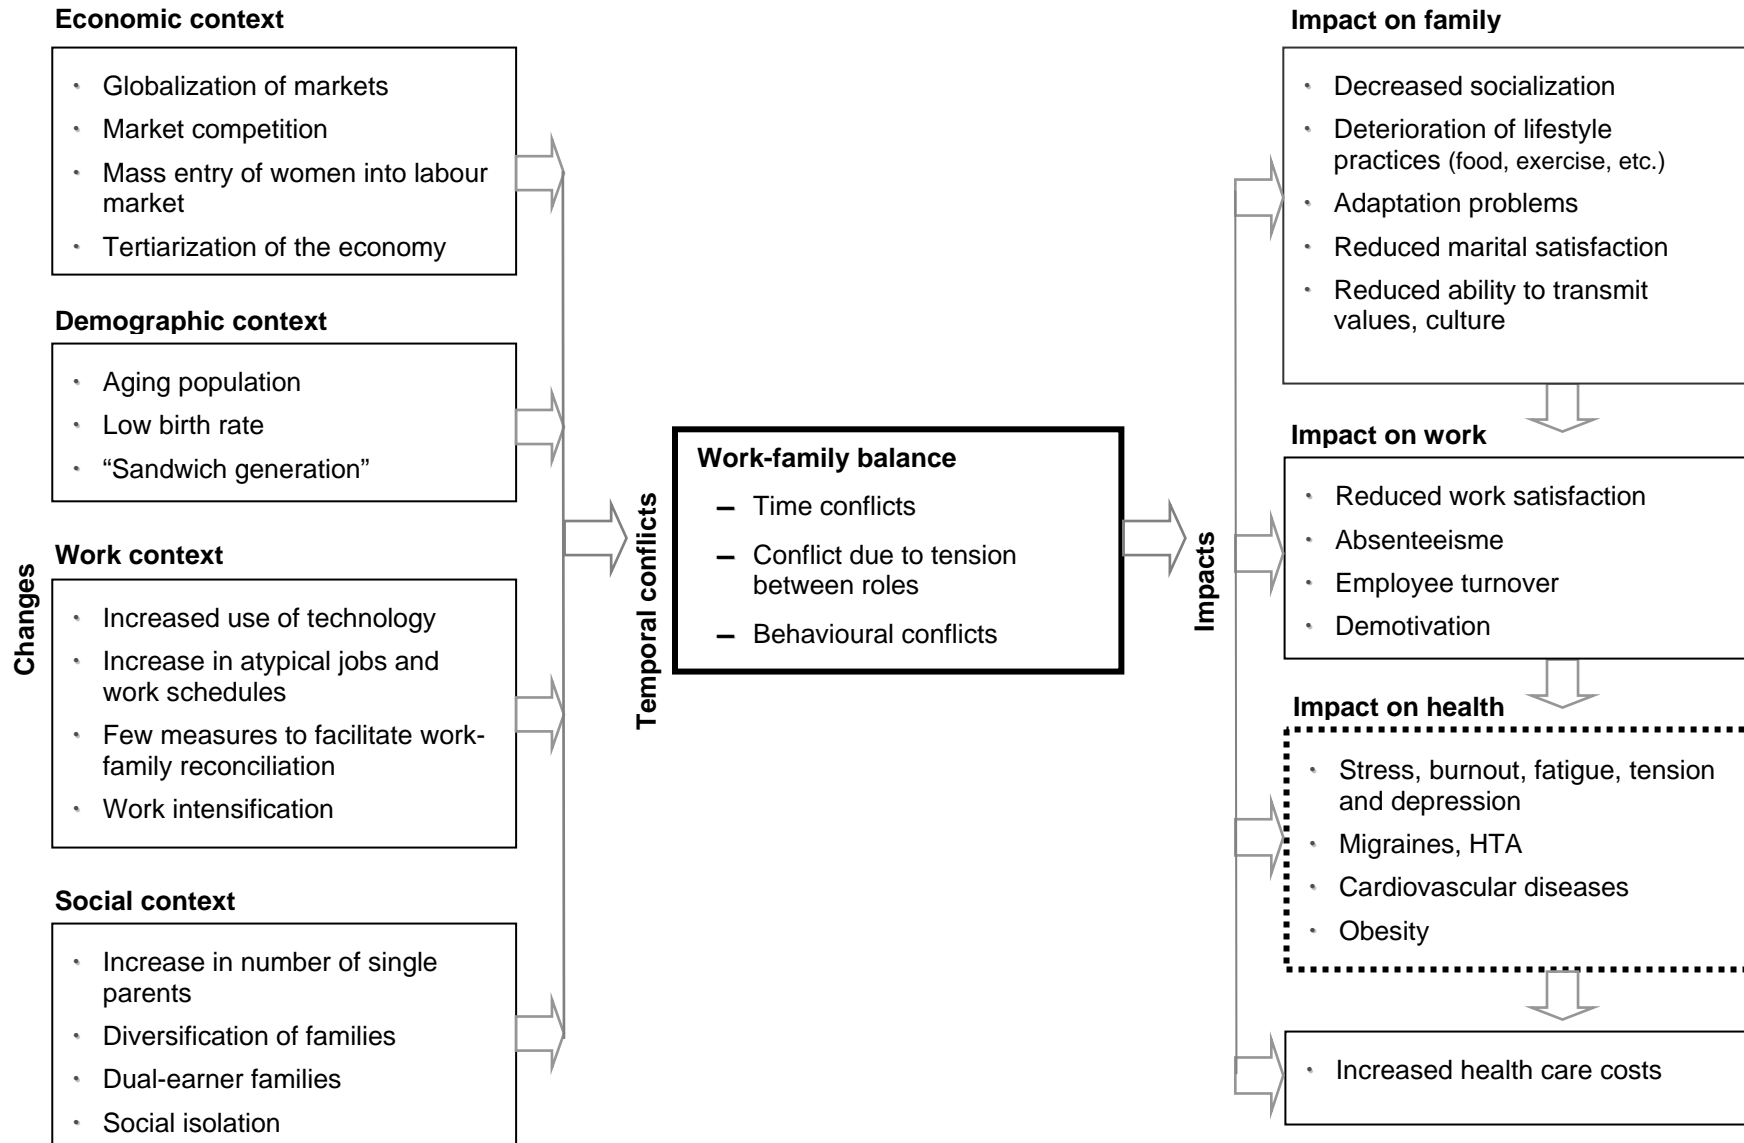 Economic context
· Globalization of markets
· Market competition
· Mass entry of women into labour
market
· Tertiarization of the economy
Demographic context
· Aging population
· Low birth rate
· “Sandwich generation”
Work context
· Increased use of technology
· Increase in atypical jobs and
work schedules
· Few measures to facilitate work-
family reconciliation
· Work intensification
Social context
· Increase in number of single
parents
· Diversification of families
· Dual-earner families
· Social isolation
Changes
Temporal conflicts
Work-family balance
– Time conflicts
– Conflict due to tension
between roles
– Behavioural conflicts
Impacts
Impact on family
· Decreased socialization
· Deterioration of lifestyle
practices (food, exercise, etc.)
· Adaptation problems
· Reduced marital satisfaction
· Reduced ability to transmit
values, culture
Impact on work
· Reduced work satisfaction
· Absenteeisme
· Employee turnover
· Demotivation
Impact on health
· Stress, burnout, fatigue, tension
and depression
· Migraines, HTA
· Cardiovascular diseases
· Obesity
· Increased health care costs